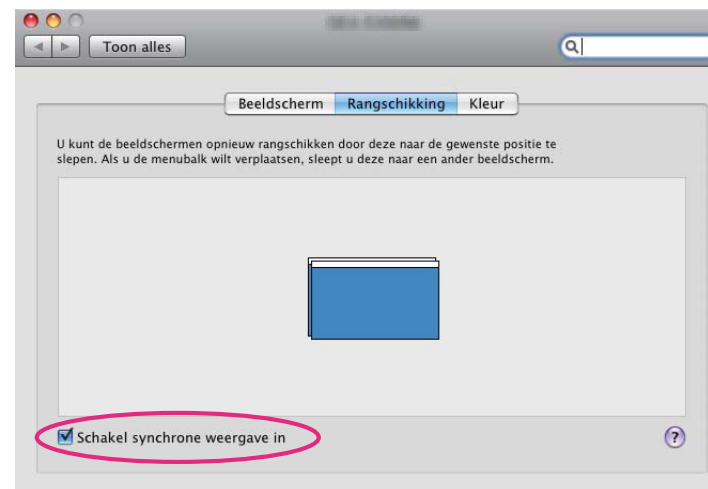 Toon alles
Beeldscherm Rangschikking Kleur
U kunt de beeldschermen opnieuw rangschikken door deze naar de gewenste positie te
slepen. Als u de menubalk wilt verplaatsen, sleept u deze naar een ander beeldscherm.
Schakel synchrone weergave in
?